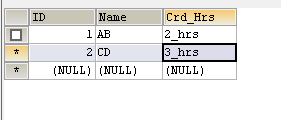 ID Name Crd_Hrs
1 AB 2_hrs
* 2 CD 3_hrs
* (NULL) (NULL) (NULL)